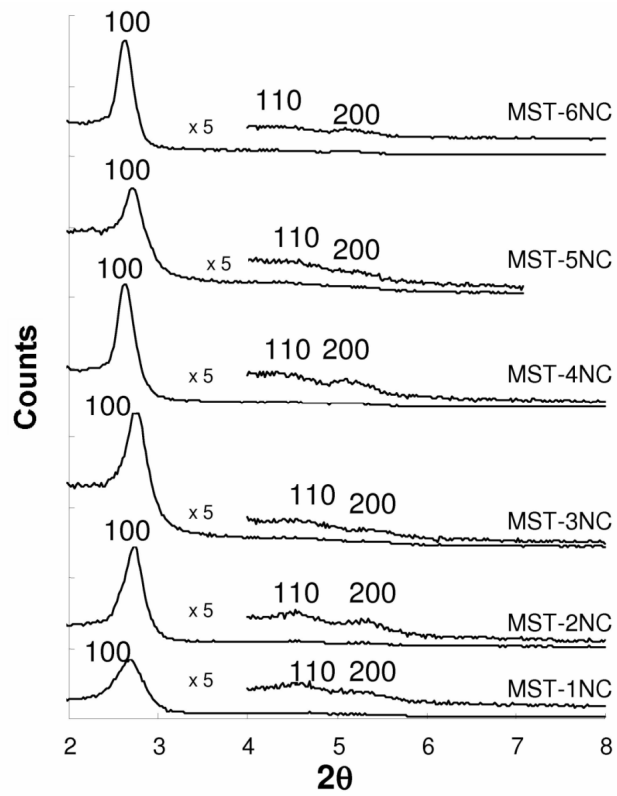 100
110 200 MST-6NC
x 5
100
110 200 MST-5NC
x 5
100
110 200 MST-4NC
x 5
100
110 200 MST-3NC
x 5
100
110 200 MST-2NC
x 5
100
110 200 MST-1NC
x 5
Counts
2 3 4 5 6 7 8
2θ